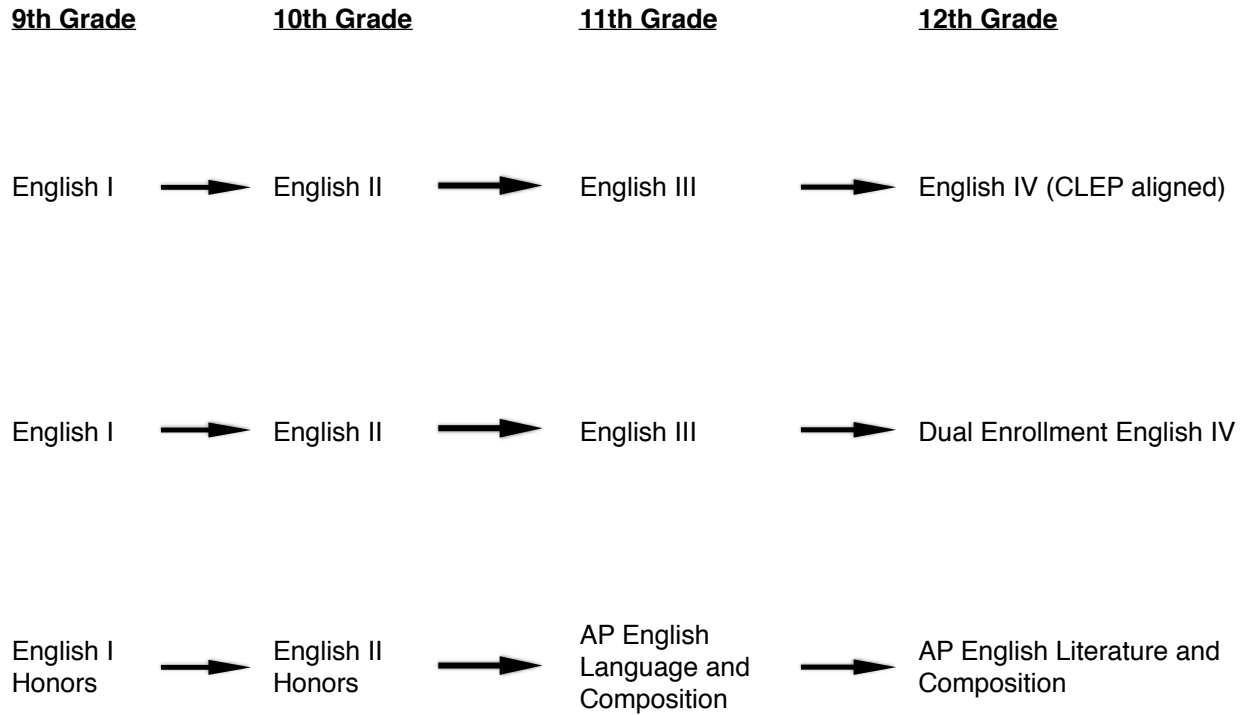 9th Grade 10th Grade 11th Grade 12th Grade
English I English II English III English IV (CLEP aligned)
English I English II English III Dual Enrollment English IV
English I
Honors
English II
Honors
AP English
Language and
Composition
AP English Literature and
Composition